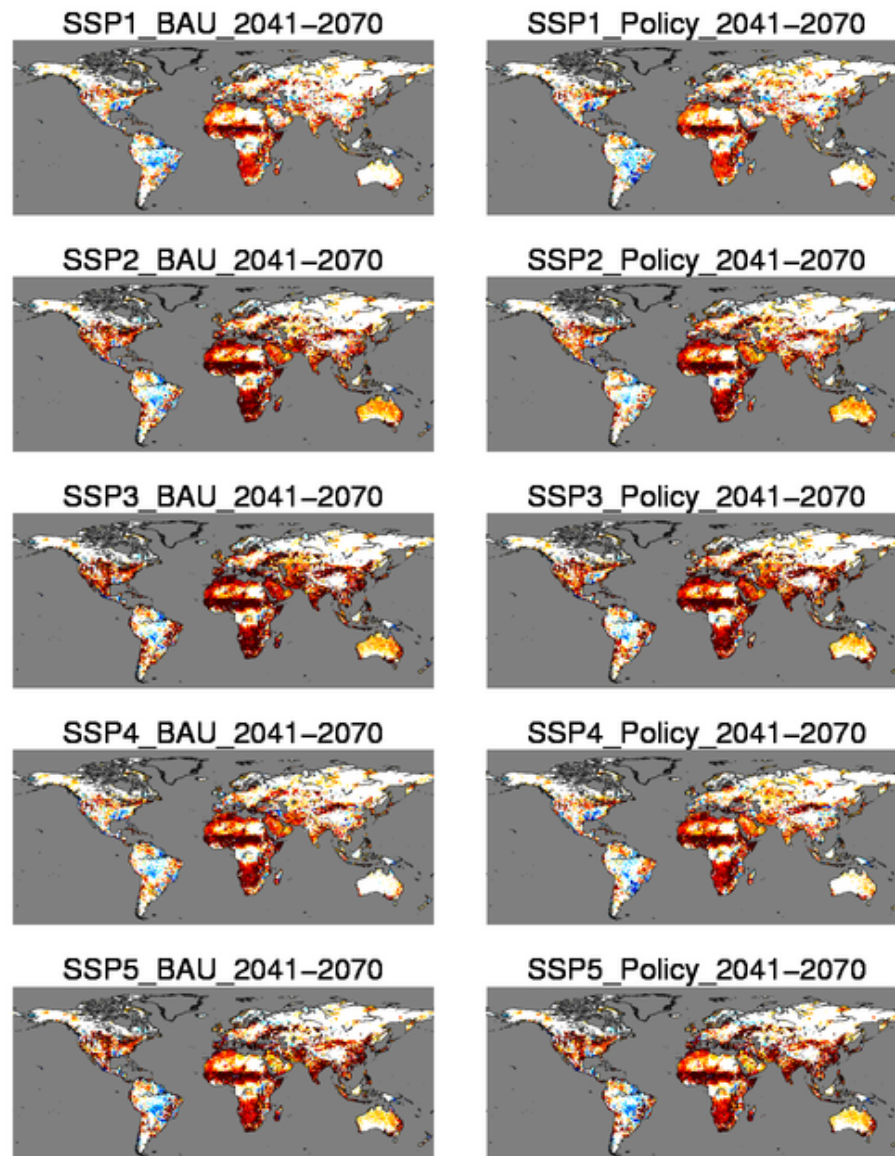 SSP1_BAU_2041-2070
SSP1_Policy_2041-2070
SSP2_BAU_2041-2070
SSP2_Policy_2041-2070
SSP3_BAU_2041-2070
SSP3_Policy_2041-2070
SSP4_BAU_2041-2070
SSP4_Policy_2041-2070
SSP5_BAU_2041-2070
SSP5_Policy_2041-2070